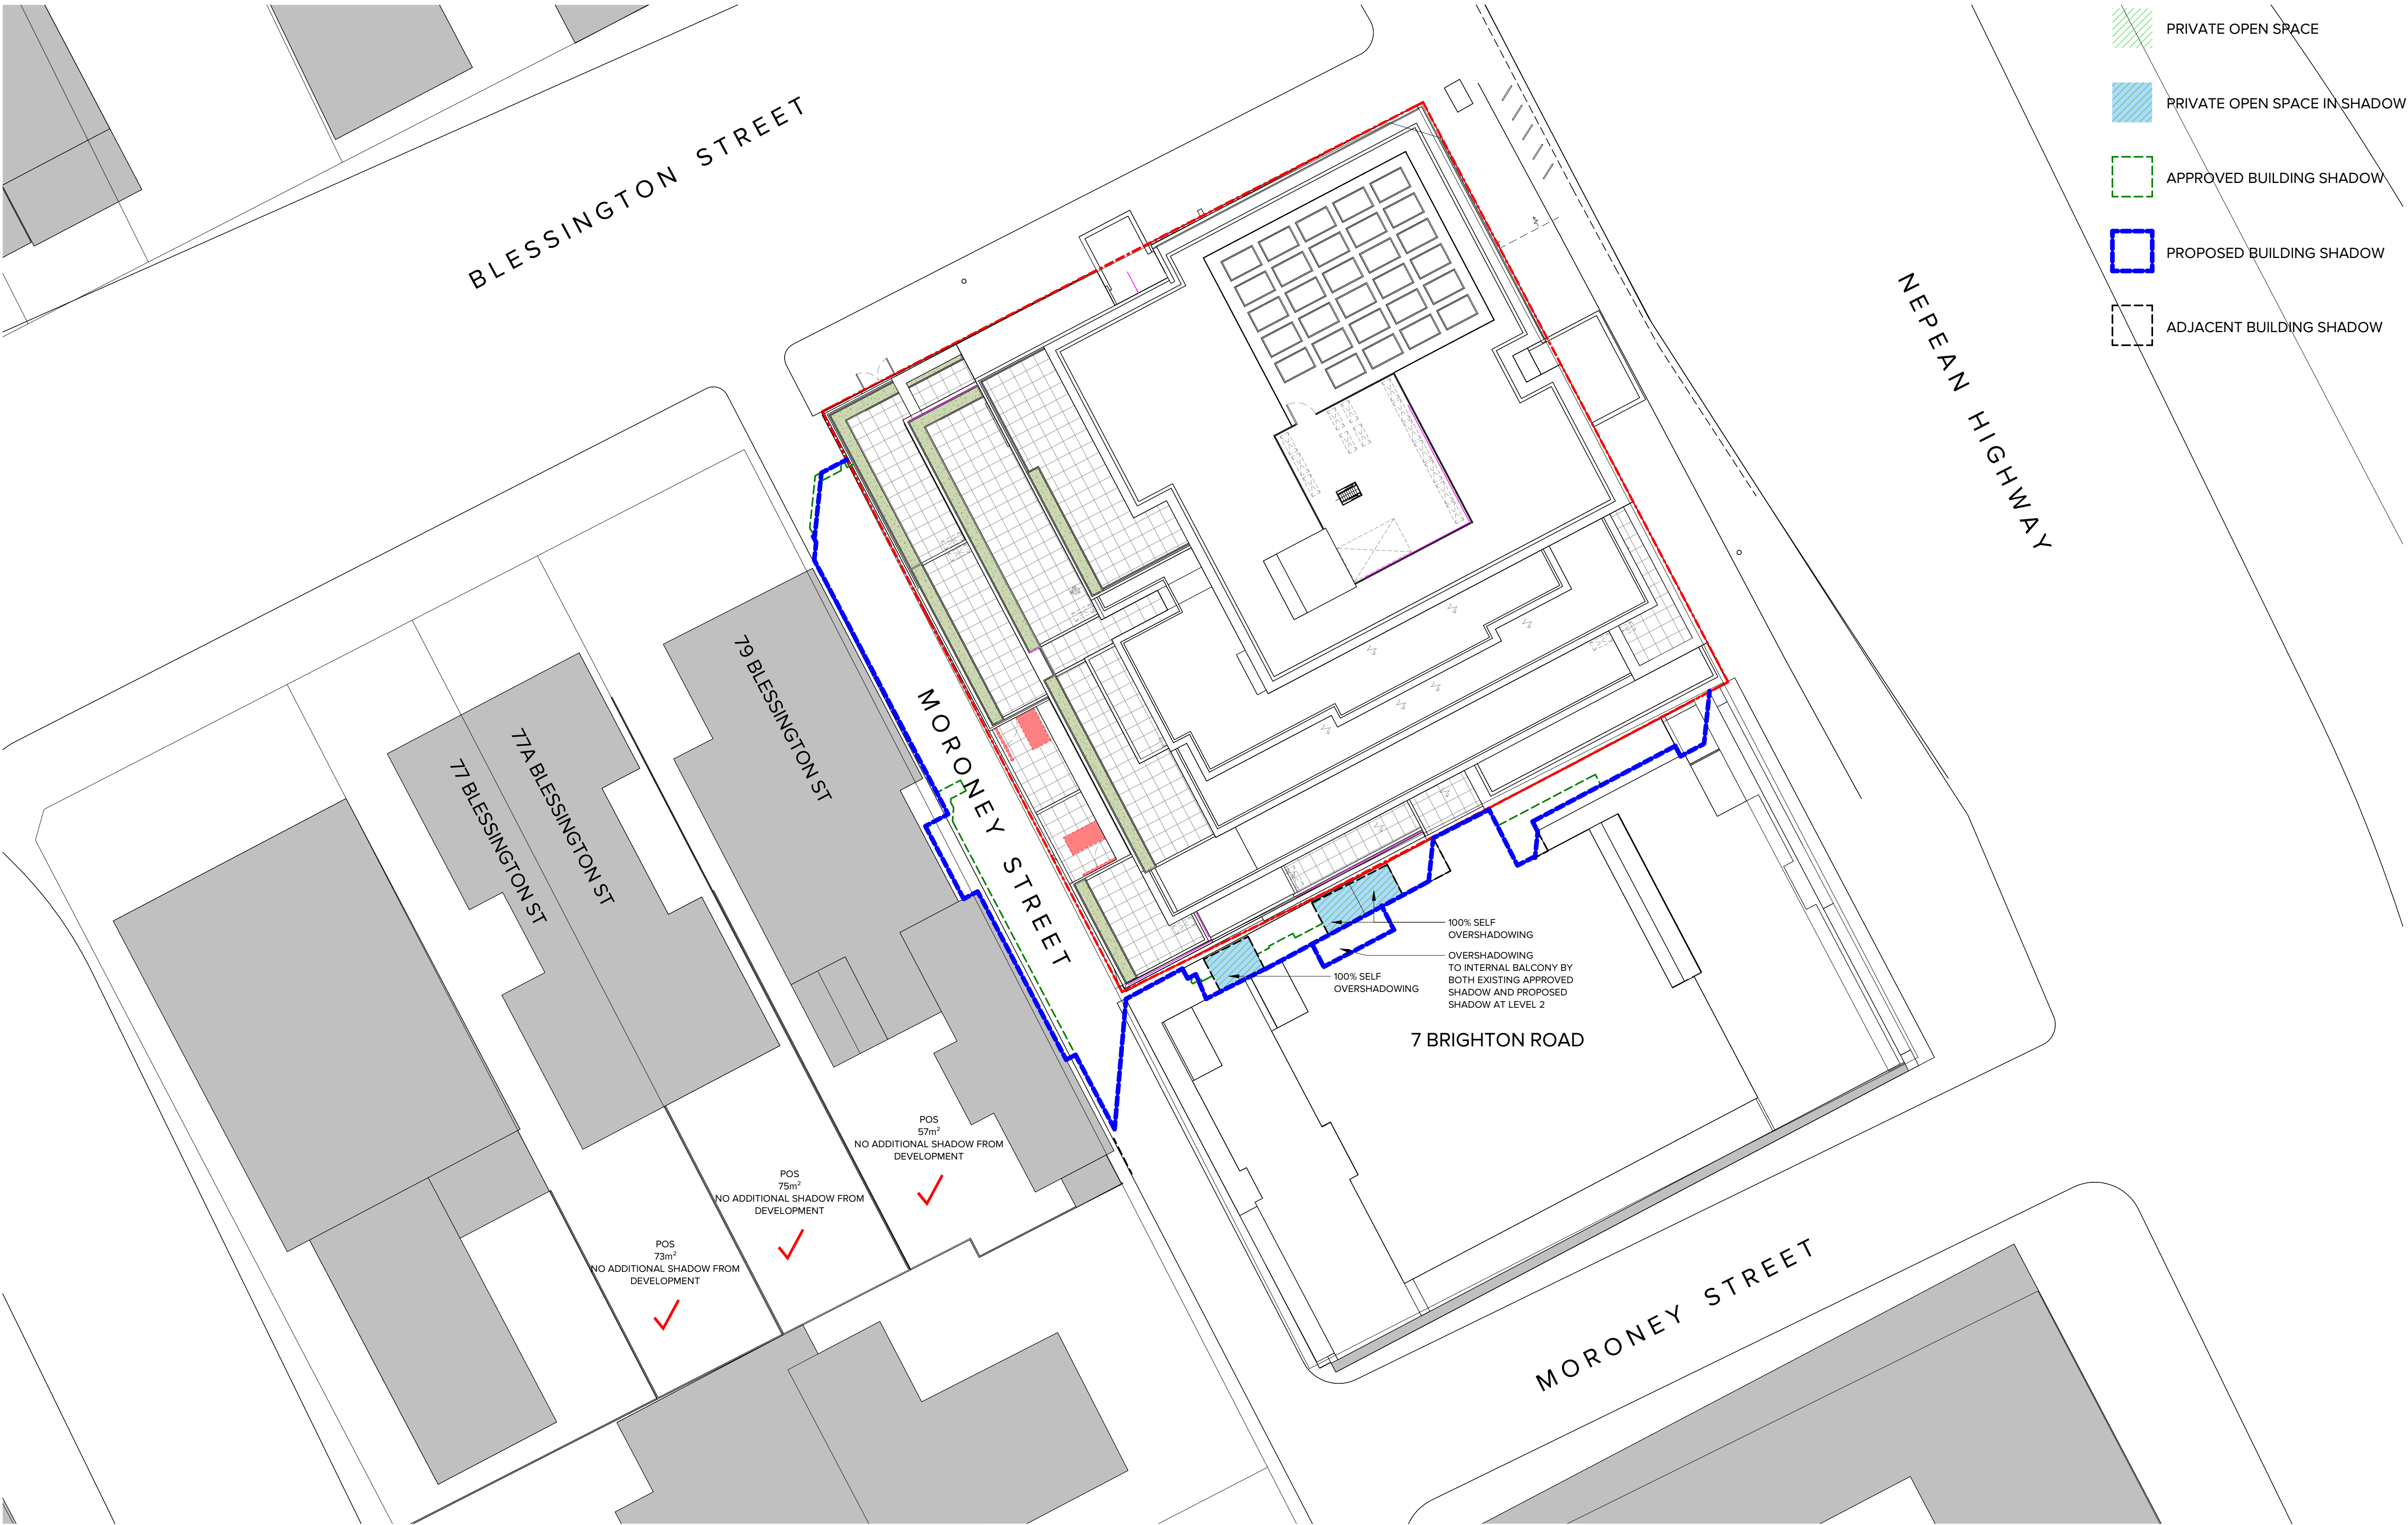 PRIVATE OPEN SPACE
PRIVATE OPEN SPACE IN SHADOW
APPROVED BUILDING SHADOW
PROPOSED BUILDING SHADOW
ADJACENT BUILDING SHADOW
BLESSINGTON STREET
NEPEAN HIGHWAY
MORONEY STREET
79 BLESSINGTON ST
77A BLESSINGTON ST
77 BLESSINGTON ST
100% SELF
OVERSHADOWING
OVERSHADOWING
TO INTERNAL BALCONY BY
BOTH EXISTING APPROVED
SHADOW AND PROPOSED
SHADOW AT LEVEL 2
100% SELF
OVERSHADOWING
7 BRIGHTON ROAD
POS
57m²
NO ADDITIONAL SHADOW FROM
DEVELOPMENT
POS
75m²
NO ADDITIONAL SHADOW FROM
DEVELOPMENT
POS
73m²
NO ADDITIONAL SHADOW FROM
DEVELOPMENT
MORONEY STREET